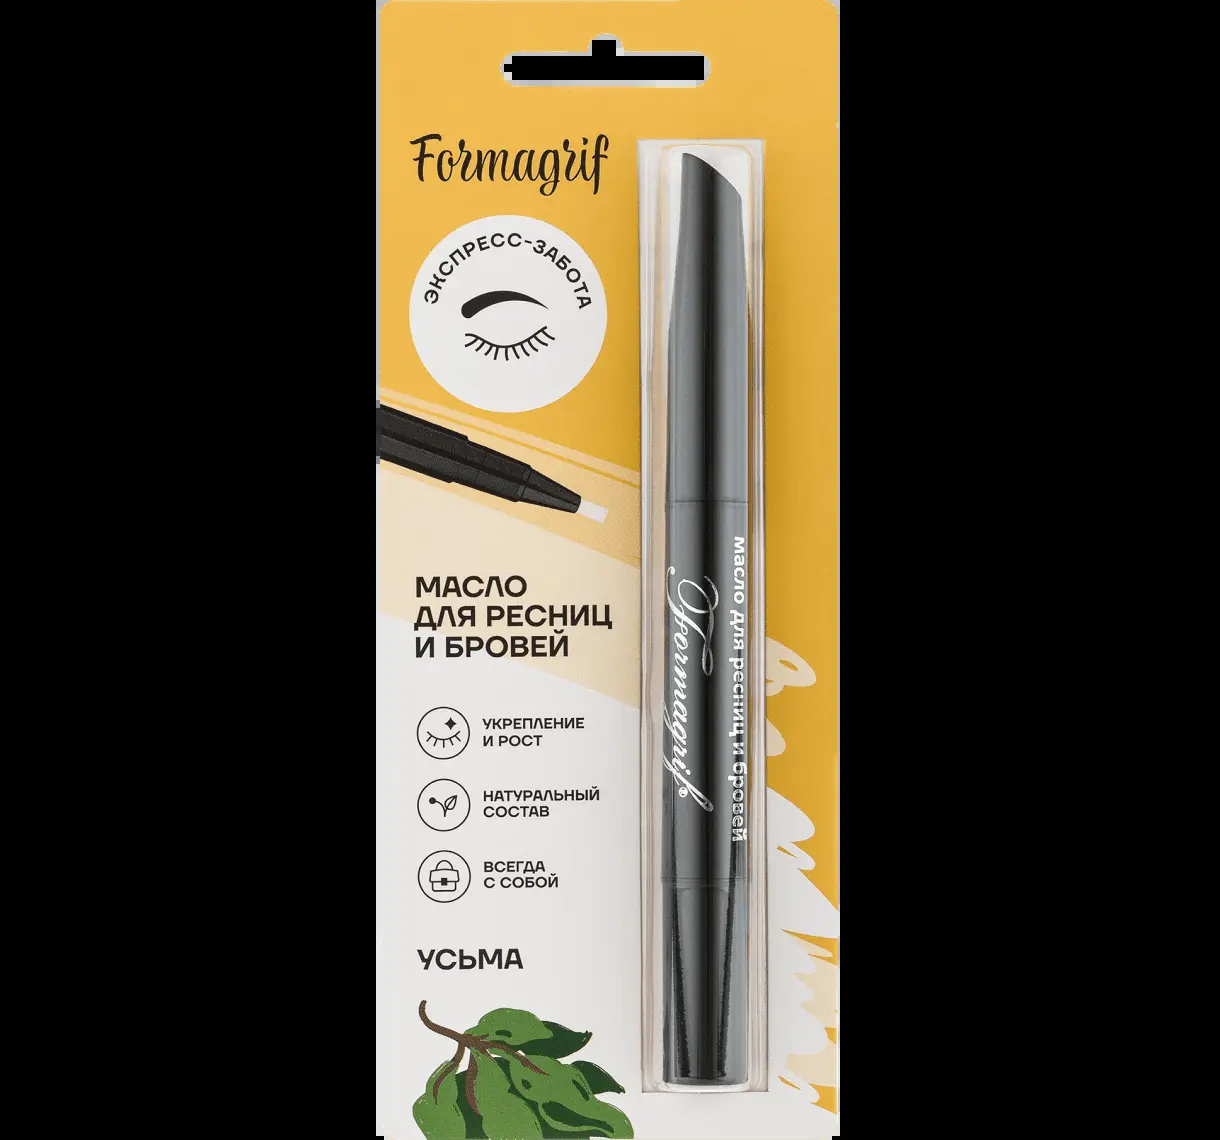 Formagrif
ЭКСПРЕСС-ЗАБОТА
МАСЛО
ДЛЯ РЕСНИЦ
И БРОВЕЙ
УКРЕПЛЕНИЕ
И РОСТ
НАТУРАЛЬНЫЙ
СОСТАВ
ВСЕГДА
С СОБОЙ
УСЬМА
масло для ресниц и бровей
Formagrif®